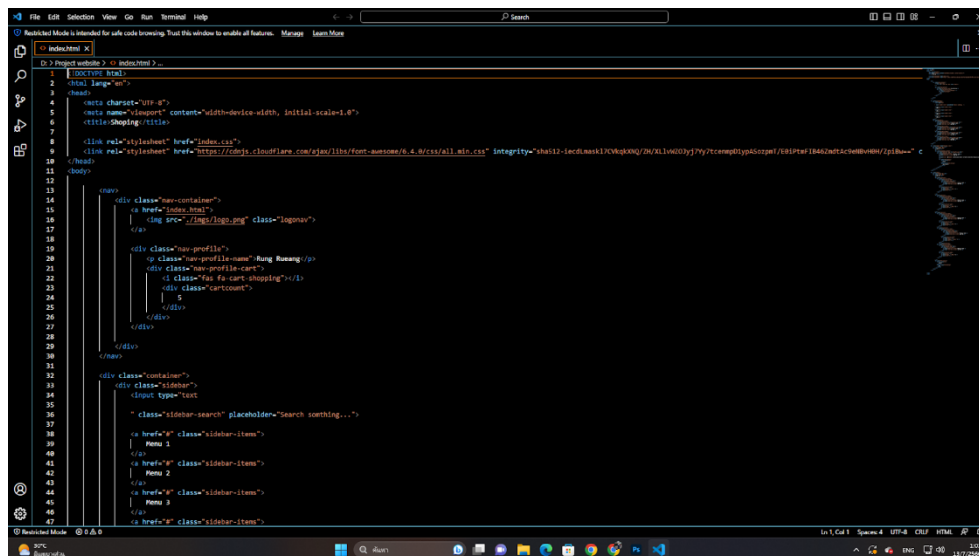 File Edit Selection View Go Run Terminal Help
Search
Restricted Mode is intended for safe code browsing. Trust this window to enable all features. Manage Learn More
index.html
D: > Project website > index.html > ...
1 <!DOCTYPE html>
2 <html lang="en">
3 <head>
4 <meta charset="UTF-8">
5 <meta name="viewport" content="width=device-width, initial-scale=1.0">
6 <title>Shoping</title>
7
8 <link rel="stylesheet" href="index.css">
9 <link rel="stylesheet" href="https://cdnjs.cloudflare.com/ajax/libs/font-awesome/6.4.0/css/all.min.css" integrity=
10 </head>
11 <body>
12
13 <nav>
14 <div class="nav-container">
15 <a href="index.html">
16 <img src="./imgs/logo.png" class="logonav">
17 </a>
18
19 <div class="nav-profile">
20 <p class="nav-profile-name">Rung Rueang</p>
21 <div class="nav-profile-cart">
22 <i class="fas fa-cart-shopping"></i>
23 <div class="cartcount">
24 5
25 </div>
26 </div>
27 </div>
28
29 </div>
30 </nav>
31
32 <div class="container">
33 <div class="sidebar">
34 <input type="text
35
36 " class="sidebar-search" placeholder="Search somthing...">
37
38 <a href="#" class="sidebar-items">
39 Menu 1
40 </a>
41 <a href="#" class="sidebar-items">
42 Menu 2
43 </a>
44 <a href="#" class="sidebar-items">
45 Menu 3
46 </a>
47 <a href="#" class="sidebar-items">
Restricted Mode 0 0 Ln 1, Col 1 Spaces: 4 UTF-8 CRLF HTML
30°C
ค้นหา
ENG